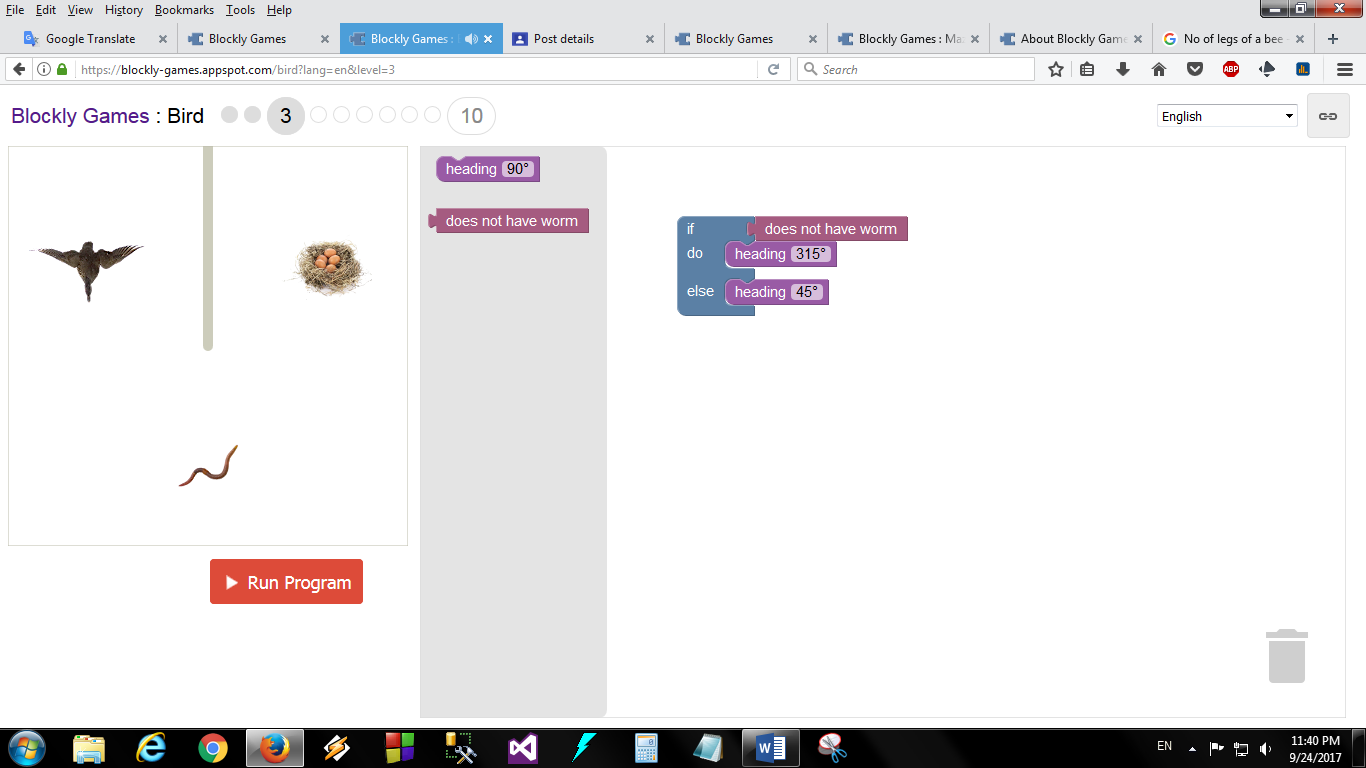 File Edit View History Bookmarks Tools Help
Google Translate
Blockly Games
Blockly Games :
Post details
Blockly Games
Blockly Games : Ma
About Blockly Game
No of legs of a bee -
https://blockly-games.appspot.com/bird?lang=en&level=3
Search
ABP
Blockly Games : Bird
3
10
English
heading 90°
does not have worm
if does not have worm
do heading 315°
else heading 45°
Run Program
EN
11:40 PM
9/24/2017